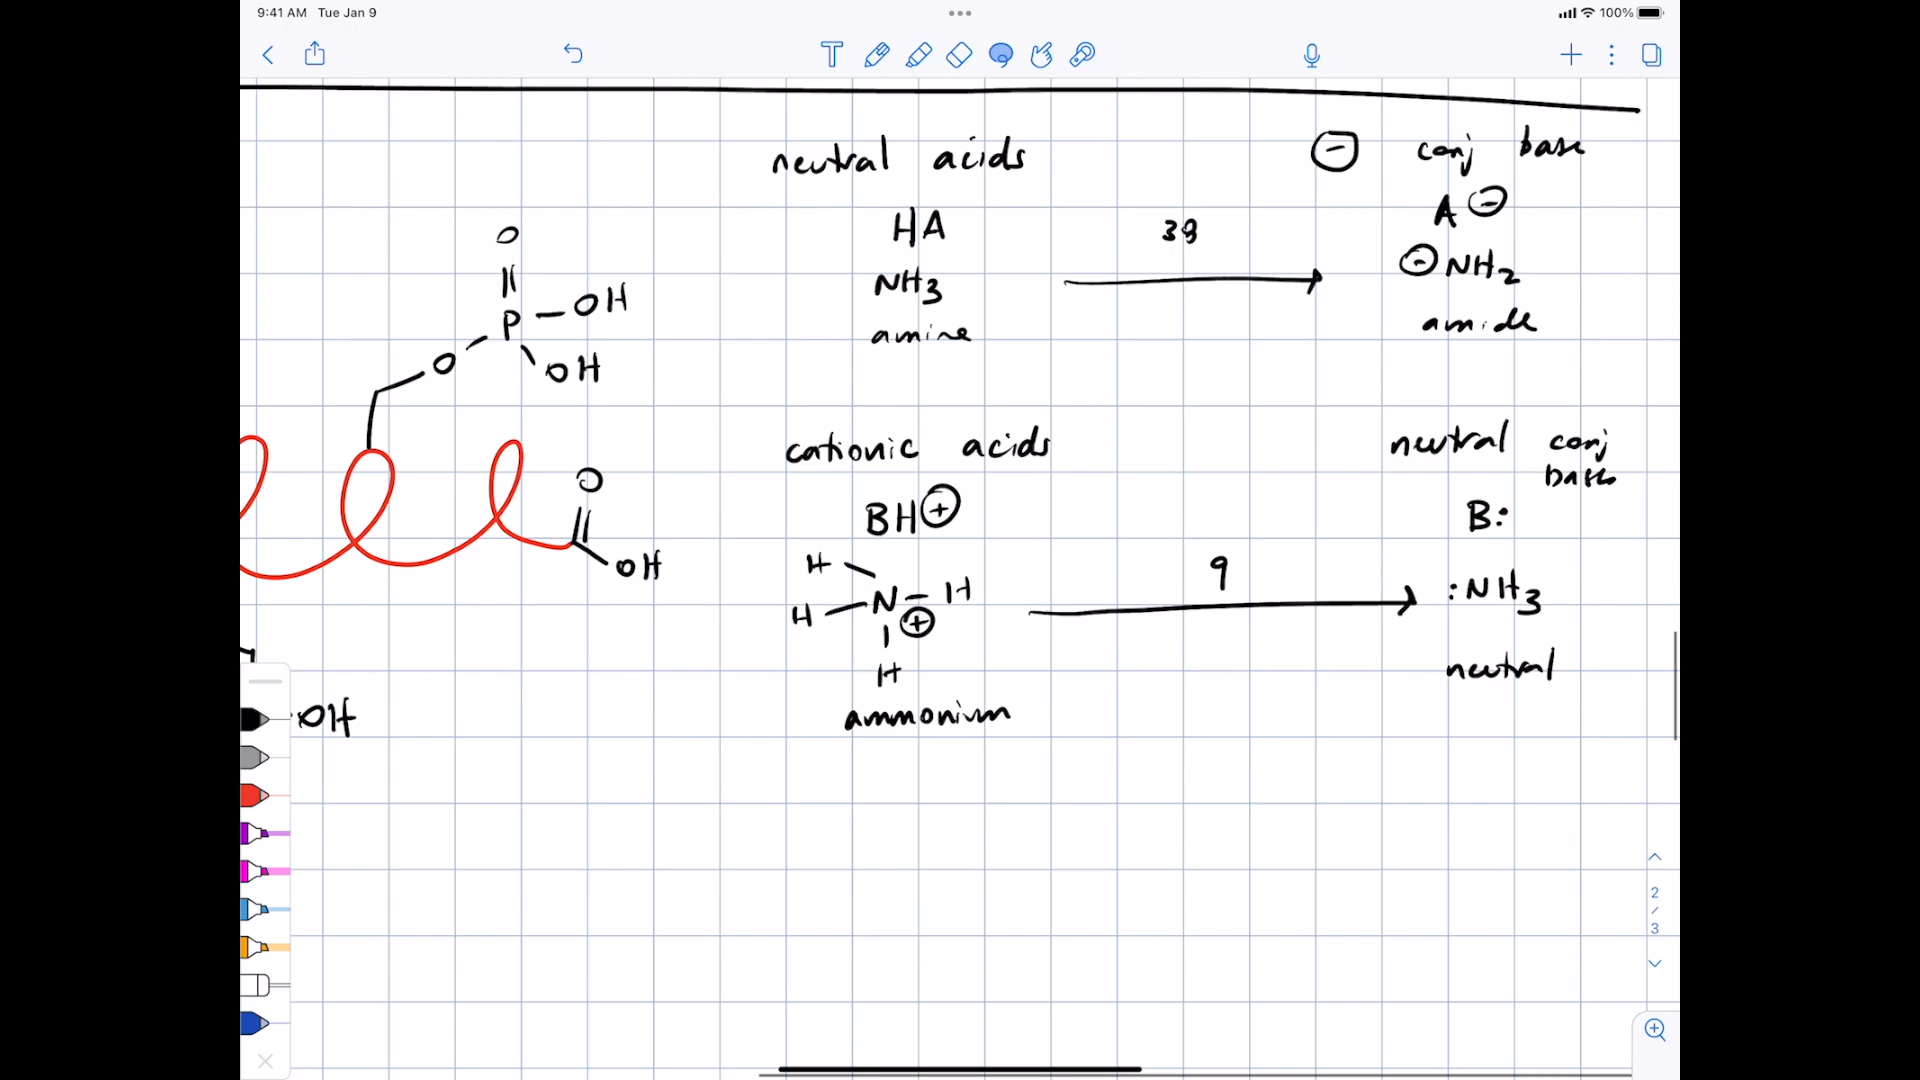 9:41 AM Tue Jan 9
100%
neutral acids
⊖ conj base
HA
38
A⊖
NH3
⊖NH2
amine
amide
O
||
P - OH
O
OH
cationic acids
neutral conj
base
BH⊕
B:
O
OH
H
H N H
⊕
H
9
:NH3
neutral
ammonium
OH
2
/
3